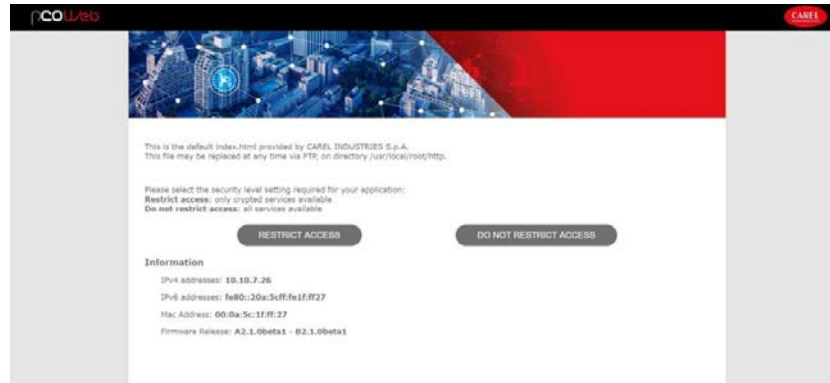 pCOWeb
CAREL
This is the default index.html provided by CAREL INDUSTRIES S.p.A.
This file may be replaced at any time via FTP, on directory /usr/local/root/http.
Please select the security level setting required for your application:
Restrict access: only crypted services available
Do not restrict access: all services available
RESTRICT ACCESS
DO NOT RESTRICT ACCESS
Information
IPv4 addresses: 10.10.7.26
IPv6 addresses: fe80::20a:5cff:fe1f:ff27
Mac Address: 00:0a:5c:1f:ff:27
Firmware Release: A2.1.0beta1 - B2.1.0beta1